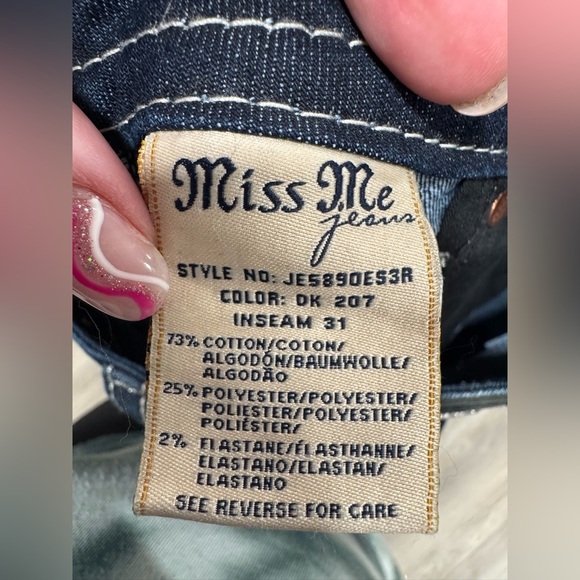 Miss Me
jeans
STYLE NO: JE5890ES3R
COLOR: DK 207
INSEAM 31
73% COTTON/COTON/
ALGODÓN/BAUMWOLLE/
ALGODÃO
25% POLYESTER/POLYESTER/
POLIESTER/POLYESTER/
POLIÉSTER/
2% ELASTANE/ÉLASTHANNE/
ELASTANO/ELASTAN/
ELASTANO
SEE REVERSE FOR CARE